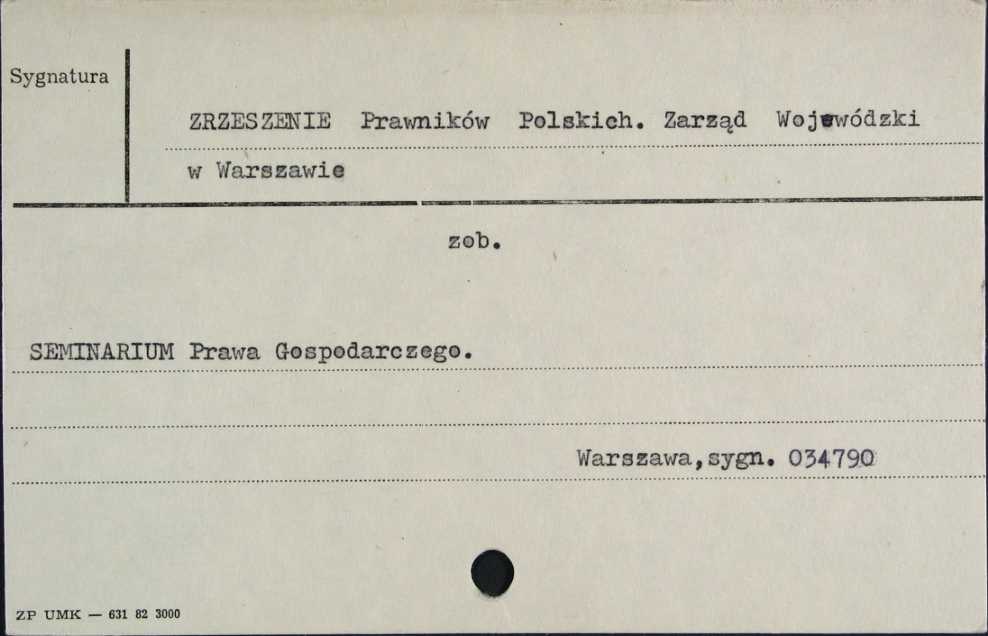 Sygnatura
ZRZESZENIE Prawników Polskich. Zarząd Wojewódzki
w Warszawie
zob.
SEMINARIUM Prawa Gospodarczego.
Warszawa,sygn. 034790
ZP UMK — 631 82 3000